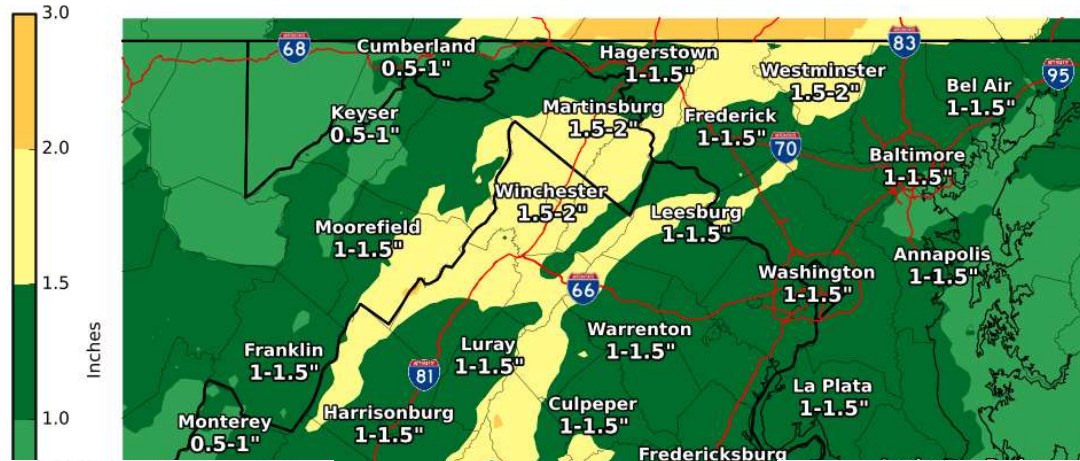 3.0
2.0
1.5
1.0
Inches
68
83
95
Cumberland
0.5-1"
Hagerstown
1-1.5"
Westminster
1.5-2"
Bel Air
1-1.5"
Keyser
0.5-1"
Martinsburg
1.5-2"
Frederick
1-1.5"
70
Baltimore
1-1.5"
Winchester
1.5-2"
Moorefield
1-1.5"
Leesburg
1-1.5"
Annapolis
1-1.5"
Washington
1-1.5"
66
Warrenton
1-1.5"
Franklin
1-1.5"
Luray
1-1.5"
81
La Plata
1-1.5"
Monterey
0.5-1"
Harrisonburg
1-1.5"
Culpeper
1-1.5"
Fredericksburg